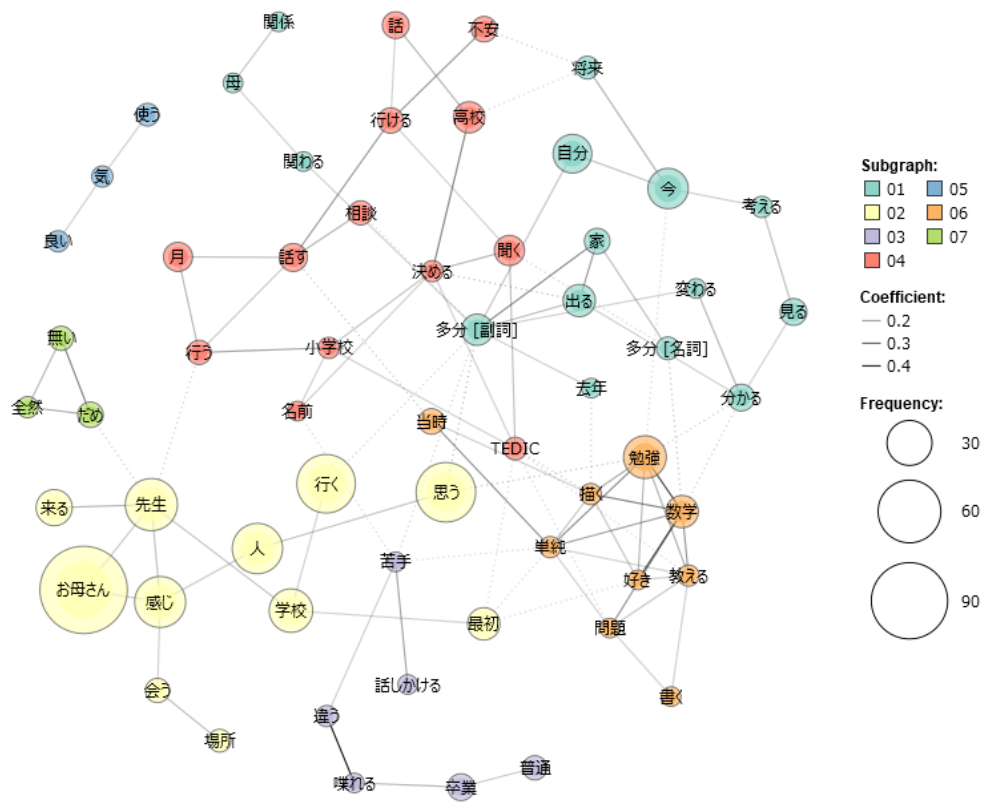 関係
話
不安
将来
母
使う
行ける
高校
自分
関わる
気
今
考える
相談
良い
月
話す
聞く
家
決める
変わる
出る
見る
多分 [副詞]
無い
行う
小学校
多分 [名詞]
去年
分かる
全然
だめ
名前
当時
TEDIC
勉強
行く
思う
描く
来る
先生
数学
人
単純
苦手
お母さん
感じ
好き
教える
学校
最初
問題
会う
話しかける
書く
違う
場所
喋れる
卒業
普通
Subgraph:
01 05
02 06
03 07
04
Coefficient:
0.2
0.3
0.4
Frequency:
30
60
90